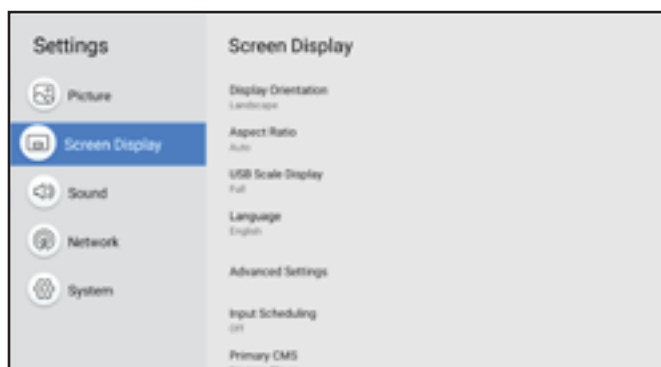 Settings
Picture
Screen Display
Sound
Network
System
Screen Display
Display Orientation
Landscape
Aspect Ratio
Auto
USB Scale Display
Full
Language
English
Advanced Settings
Input Scheduling
Off
Primary CMS